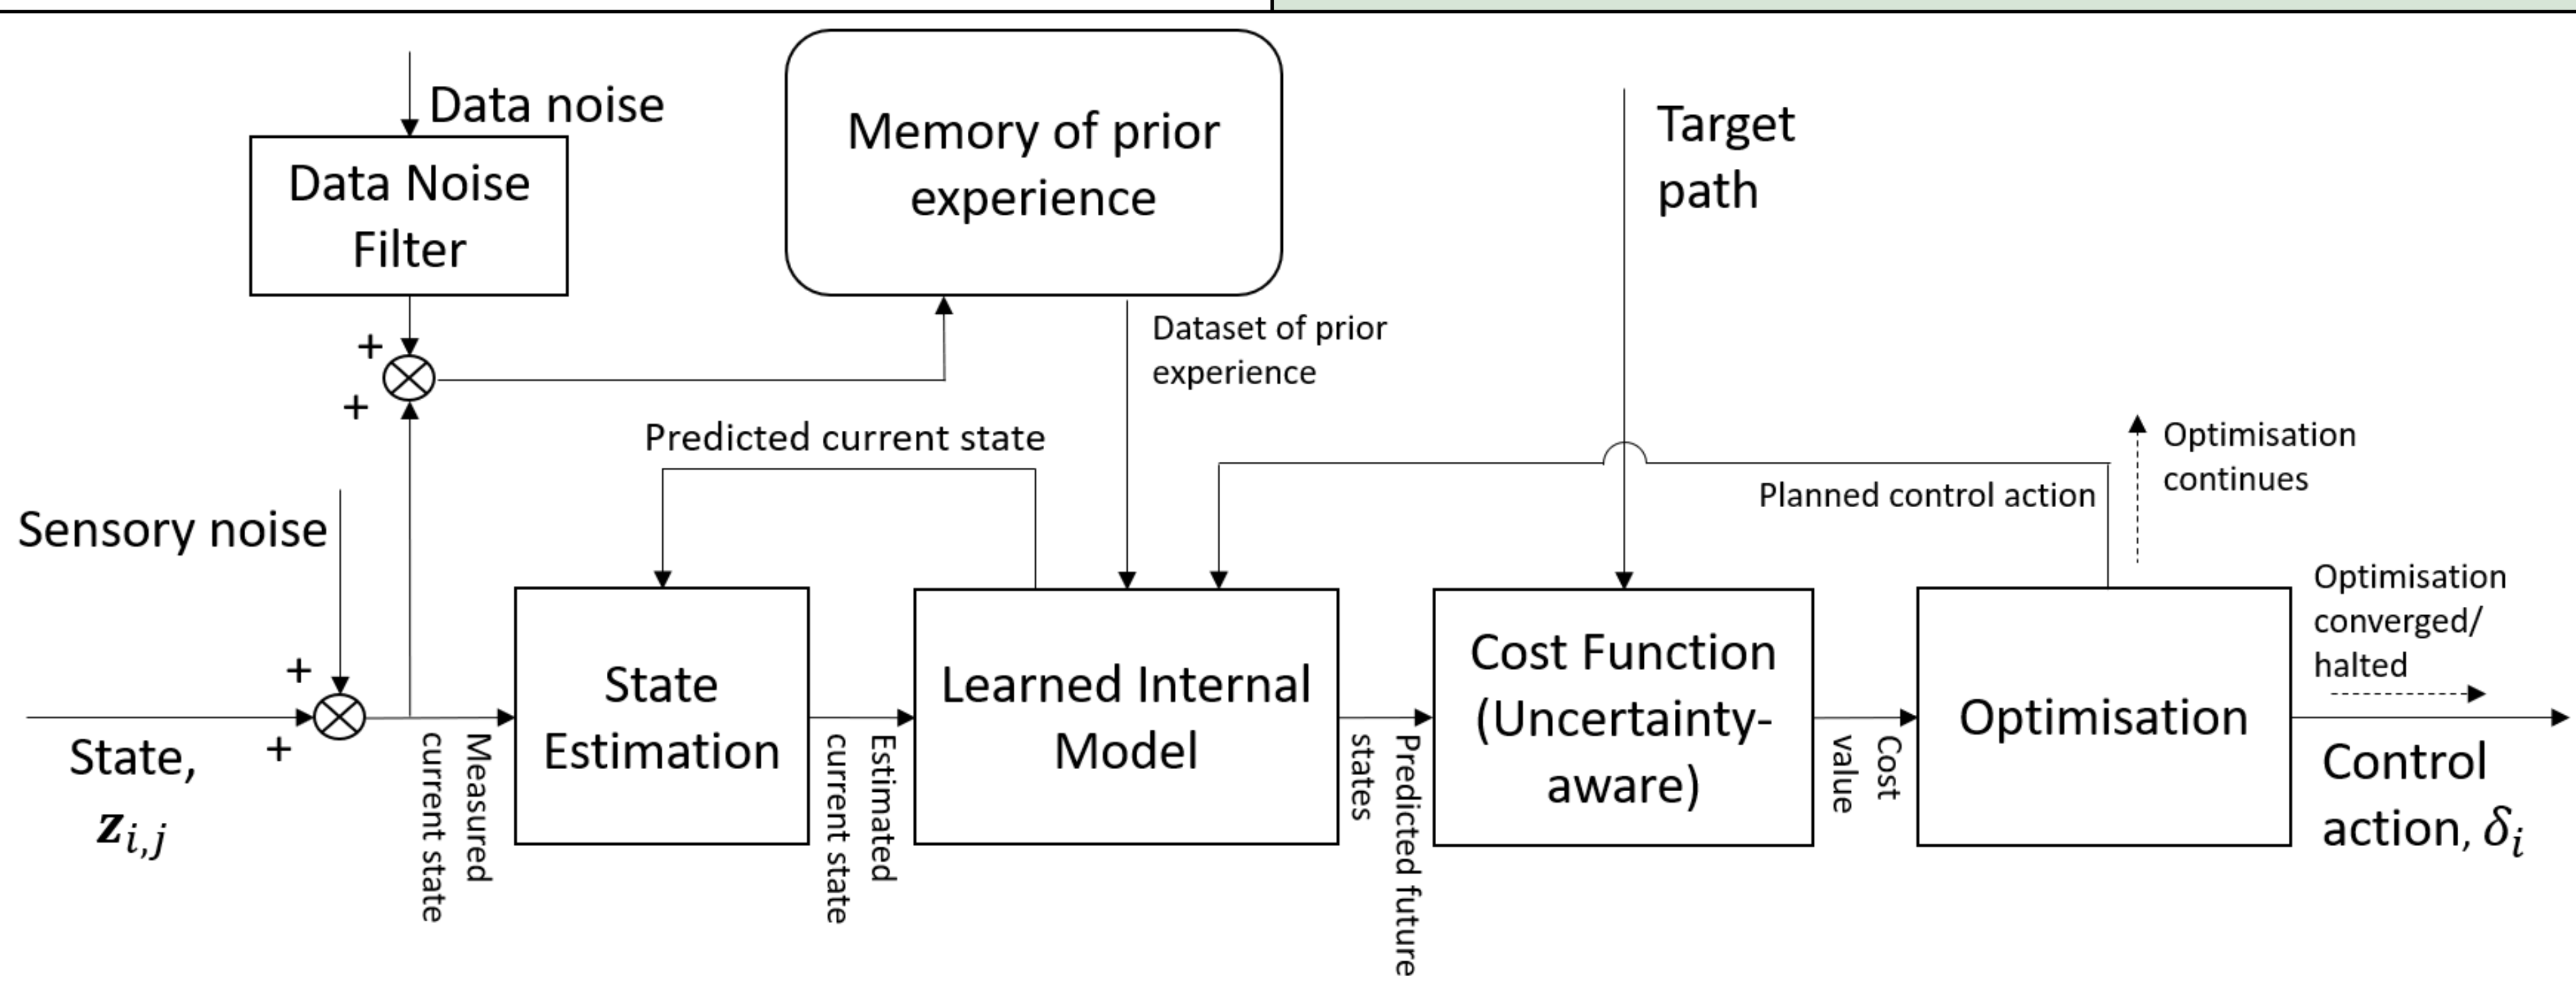 Data noise
Data Noise
Filter
Memory of prior
experience
Target
path
+
+
Dataset of prior
experience
Predicted current state
Planned control action
Optimisation
continues
Sensory noise
+
+
State,
z_{i,j}
Measured
current state
State
Estimation
Estimated
current state
Learned Internal
Model
Predicted future
states
Cost Function
(Uncertainty-
aware)
Cost
value
Optimisation
Optimisation
converged/
halted
Control
action, δ_i